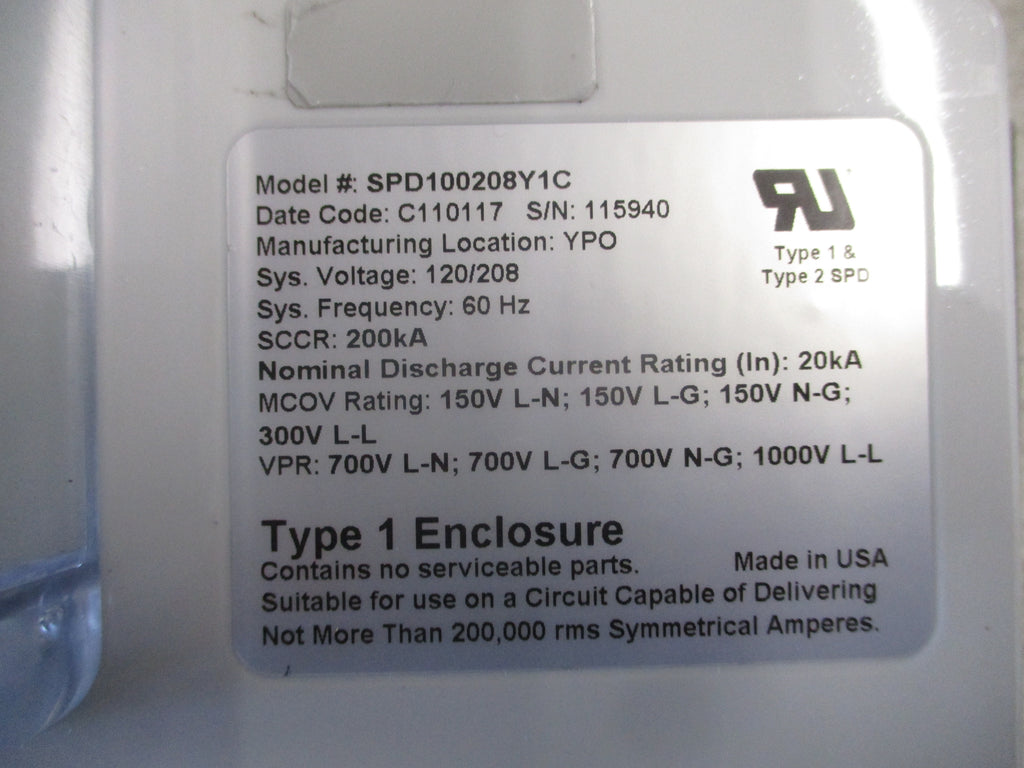 Model #: SPD100208Y1C
Date Code: C110117 S/N: 115940
Manufacturing Location: YPO
Sys. Voltage: 120/208
Sys. Frequency: 60 Hz
SCCR: 200kA
Nominal Discharge Current Rating (In): 20kA
MCOV Rating: 150V L-N; 150V L-G; 150V N-G;
300V L-L
VPR: 700V L-N; 700V L-G; 700V N-G; 1000V L-L
RU
Type 1 &
Type 2 SPD
Type 1 Enclosure
Contains no serviceable parts. Made in USA
Suitable for use on a Circuit Capable of Delivering
Not More Than 200,000 rms Symmetrical Amperes.